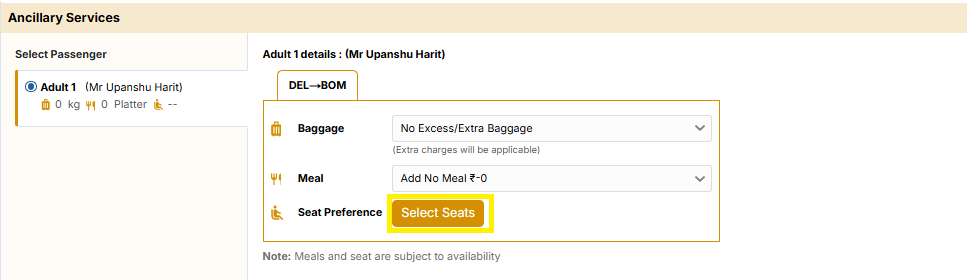 Ancillary Services
Select Passenger
Adult 1 (Mr Upanshu Harit)
0 kg 0 Platter --
Adult 1 details : (Mr Upanshu Harit)
DEL→BOM
Baggage No Excess/Extra Baggage
(Extra charges will be applicable)
Meal Add No Meal ₹-0
Seat Preference Select Seats
Note: Meals and seat are subject to availability